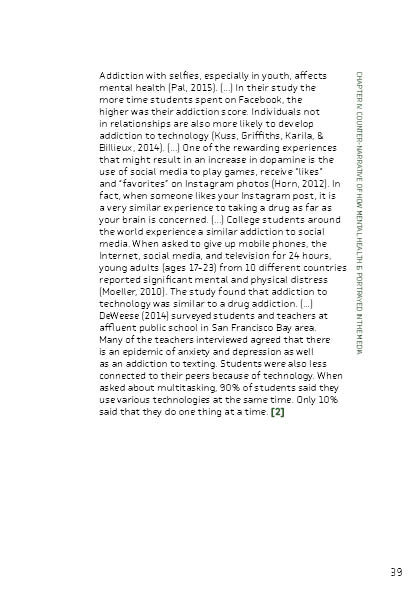 Addiction with selfies, especially in youth, affects
mental health (Pal, 2015). (...) In their study the
more time students spent on Facebook, the
higher was their addiction score. Individuals not
in relationships are also more likely to develop
addiction to technology (Kuss, Griffiths, Karila, &
Billieux, 2014). (...) One of the rewarding experiences
that might result in an increase in dopamine is the
use of social media to play games, receive "likes"
and "favorites" on Instagram photos (Horn, 2012). In
fact, when someone likes your Instagram post, it is
a very similar experience to taking a drug as far as
your brain is concerned. (...) College students around
the world experience a similar addiction to social
media. When asked to give up mobile phones, the
Internet, social media, and television for 24 hours,
young adults (ages 17–23) from 10 different countries
reported significant mental and physical distress
(Moeller, 2010). The study found that addiction to
technology was similar to a drug addiction. (...)
DeWeese (2014) surveyed students and teachers at
affluent public school in San Francisco Bay area.
Many of the teachers interviewed agreed that there
is an epidemic of anxiety and depression as well
as an addiction to texting. Students were also less
connected to their peers because of technology. When
asked about multitasking, 90% of students said they
use various technologies at the same time. Only 10%
said that they do one thing at a time. [2]
CHAPTER IV. COUNTER-NARRATIVE OF HOW MENTAL HEALTH IS PORTRAYED IN THE MEDIA
39